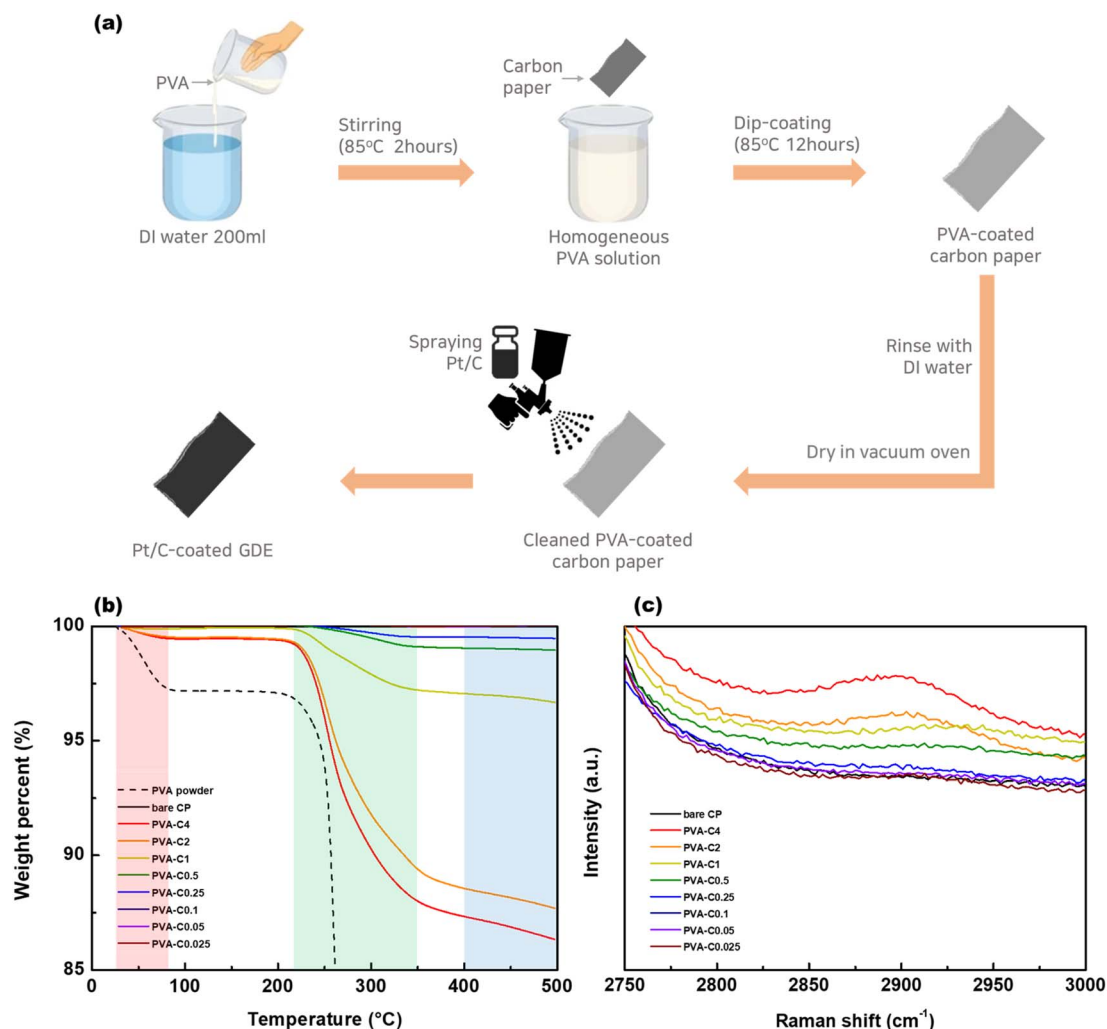 (a)
PVA
Carbon
paper
Stirring
(85°C 2hours)
Dip-coating
(85°C 12hours)
DI water 200ml
Homogeneous
PVA solution
PVA-coated
carbon paper
Rinse with
DI water
Spraying
Pt/C
Dry in vacuum oven
Pt/C-coated GDE
Cleaned PVA-coated
carbon paper
(b)
100
95
90
85
Weight percent (%)
PVA powder
bare CP
PVA-C4
PVA-C2
PVA-C1
PVA-C0.5
PVA-C0.25
PVA-C0.1
PVA-C0.05
PVA-C0.025
0 100 200 300 400 500
Temperature (°C)
(c)
Intensity (a.u.)
bare CP
PVA-C4
PVA-C2
PVA-C1
PVA-C0.5
PVA-C0.25
PVA-C0.1
PVA-C0.05
PVA-C0.025
2750 2800 2850 2900 2950 3000
Raman shift (cm⁻¹)